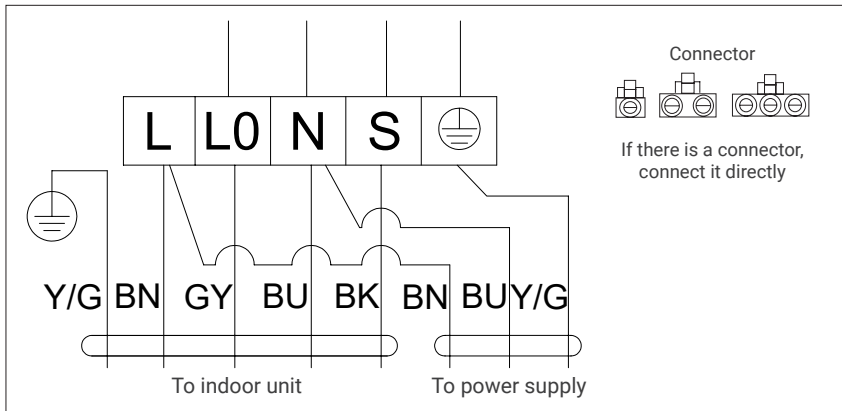 Connector
L L0 N S
If there is a connector,
connect it directly
Y/G BN GY BU BK BN BU Y/G
To indoor unit To power supply